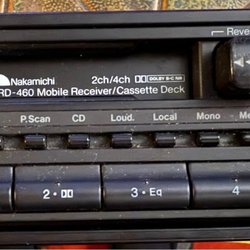 Reve
Nakamichi 2ch/4ch DOLBY B-C NR
RD-460 Mobile Receiver/Cassette Deck
P.Scan CD Loud. Local Mono Me
2 • 3 • Eq 4